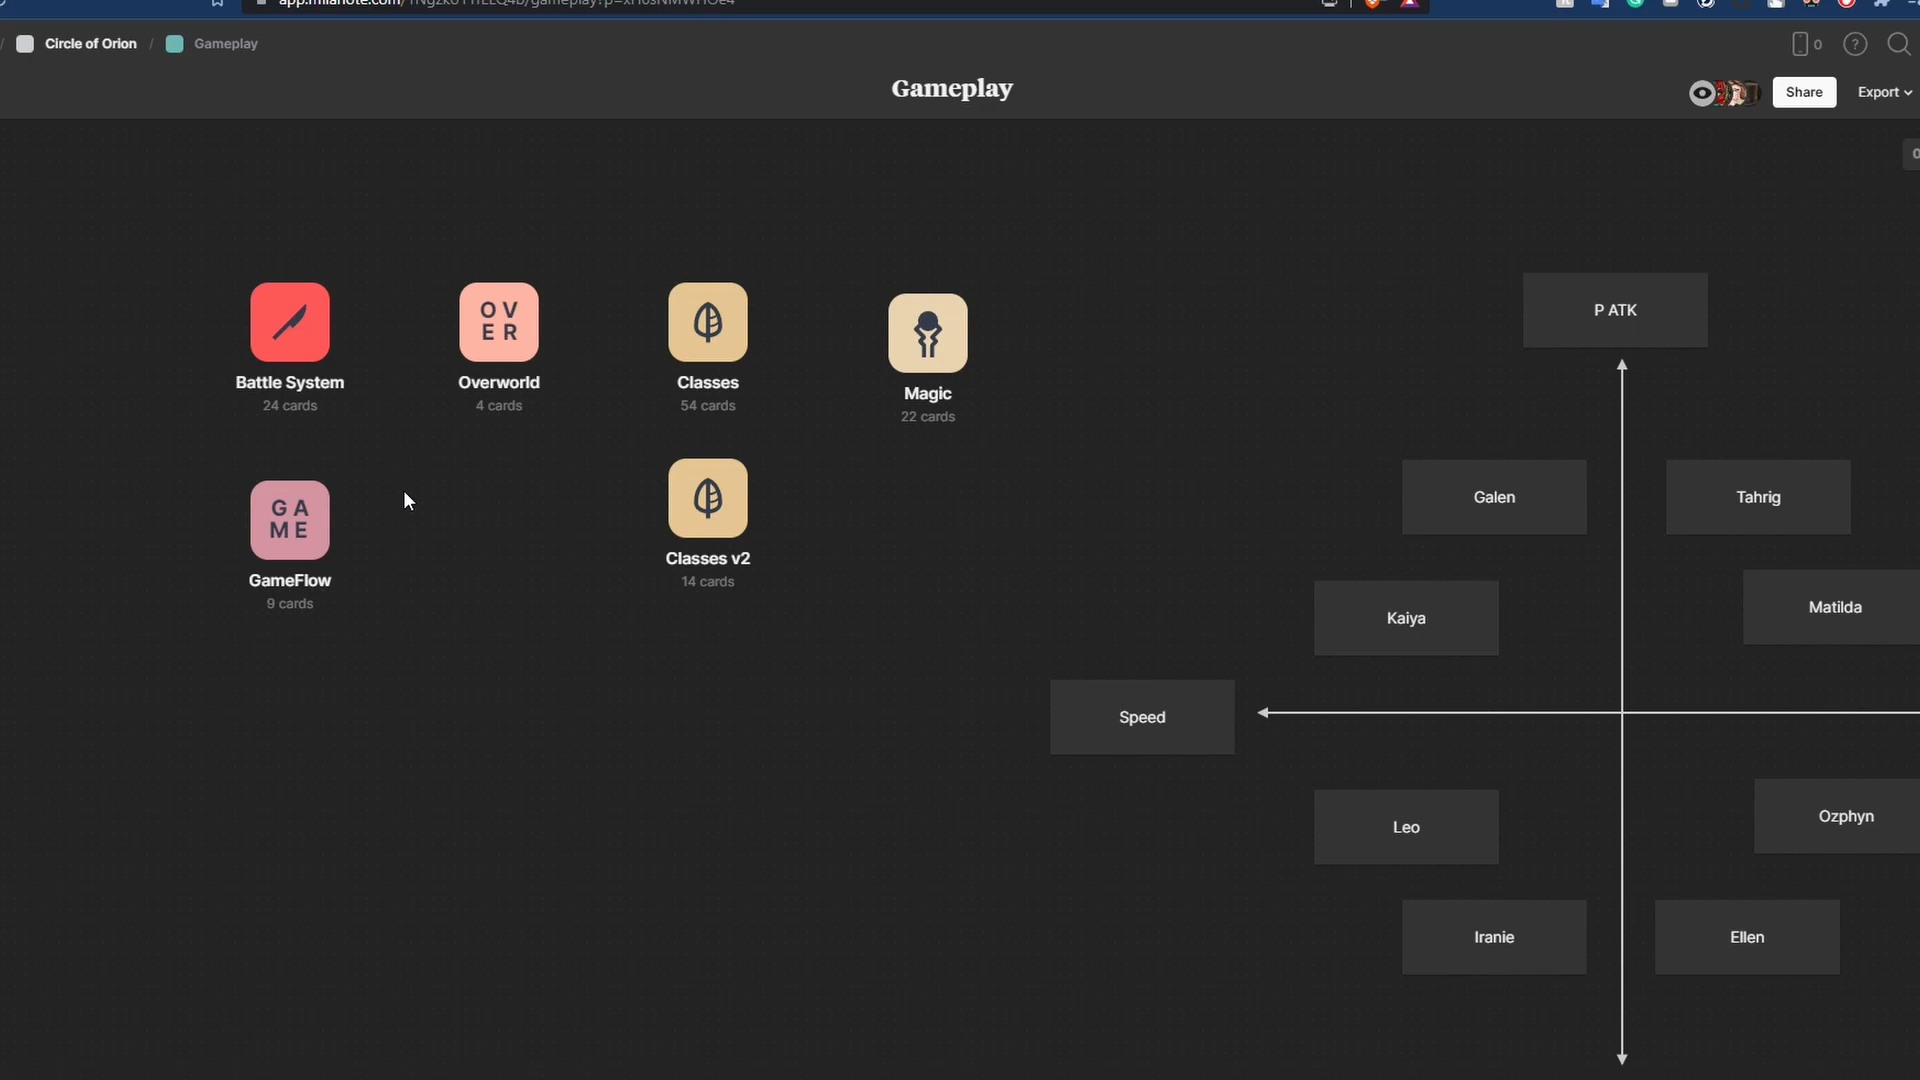 Circle of Orion / Gameplay
0
Gameplay
Share
Export
P ATK
OV
ER
Battle System
24 cards
Overworld
4 cards
Classes
54 cards
Magic
22 cards
Galen
Tahrig
GA
ME
GameFlow
9 cards
Classes v2
14 cards
Kaiya
Matilda
Speed
Leo
Ozphyn
Iranie
Ellen